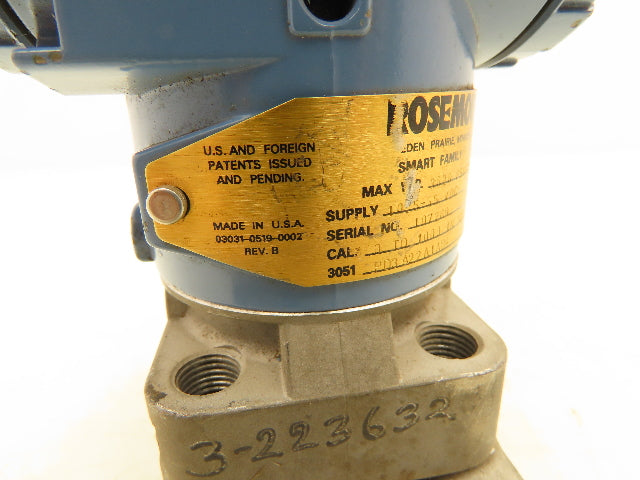 ROSEMO
EDEN PRAIRIE, MINN
SMART FAMILY
U.S. AND FOREIGN
PATENTS ISSUED
AND PENDING.
MAX W.P.
SUPPLY
SERIAL NO.
MADE IN U.S.A.
03031-0519-0002
REV. B
CAL.
3051
3-223632